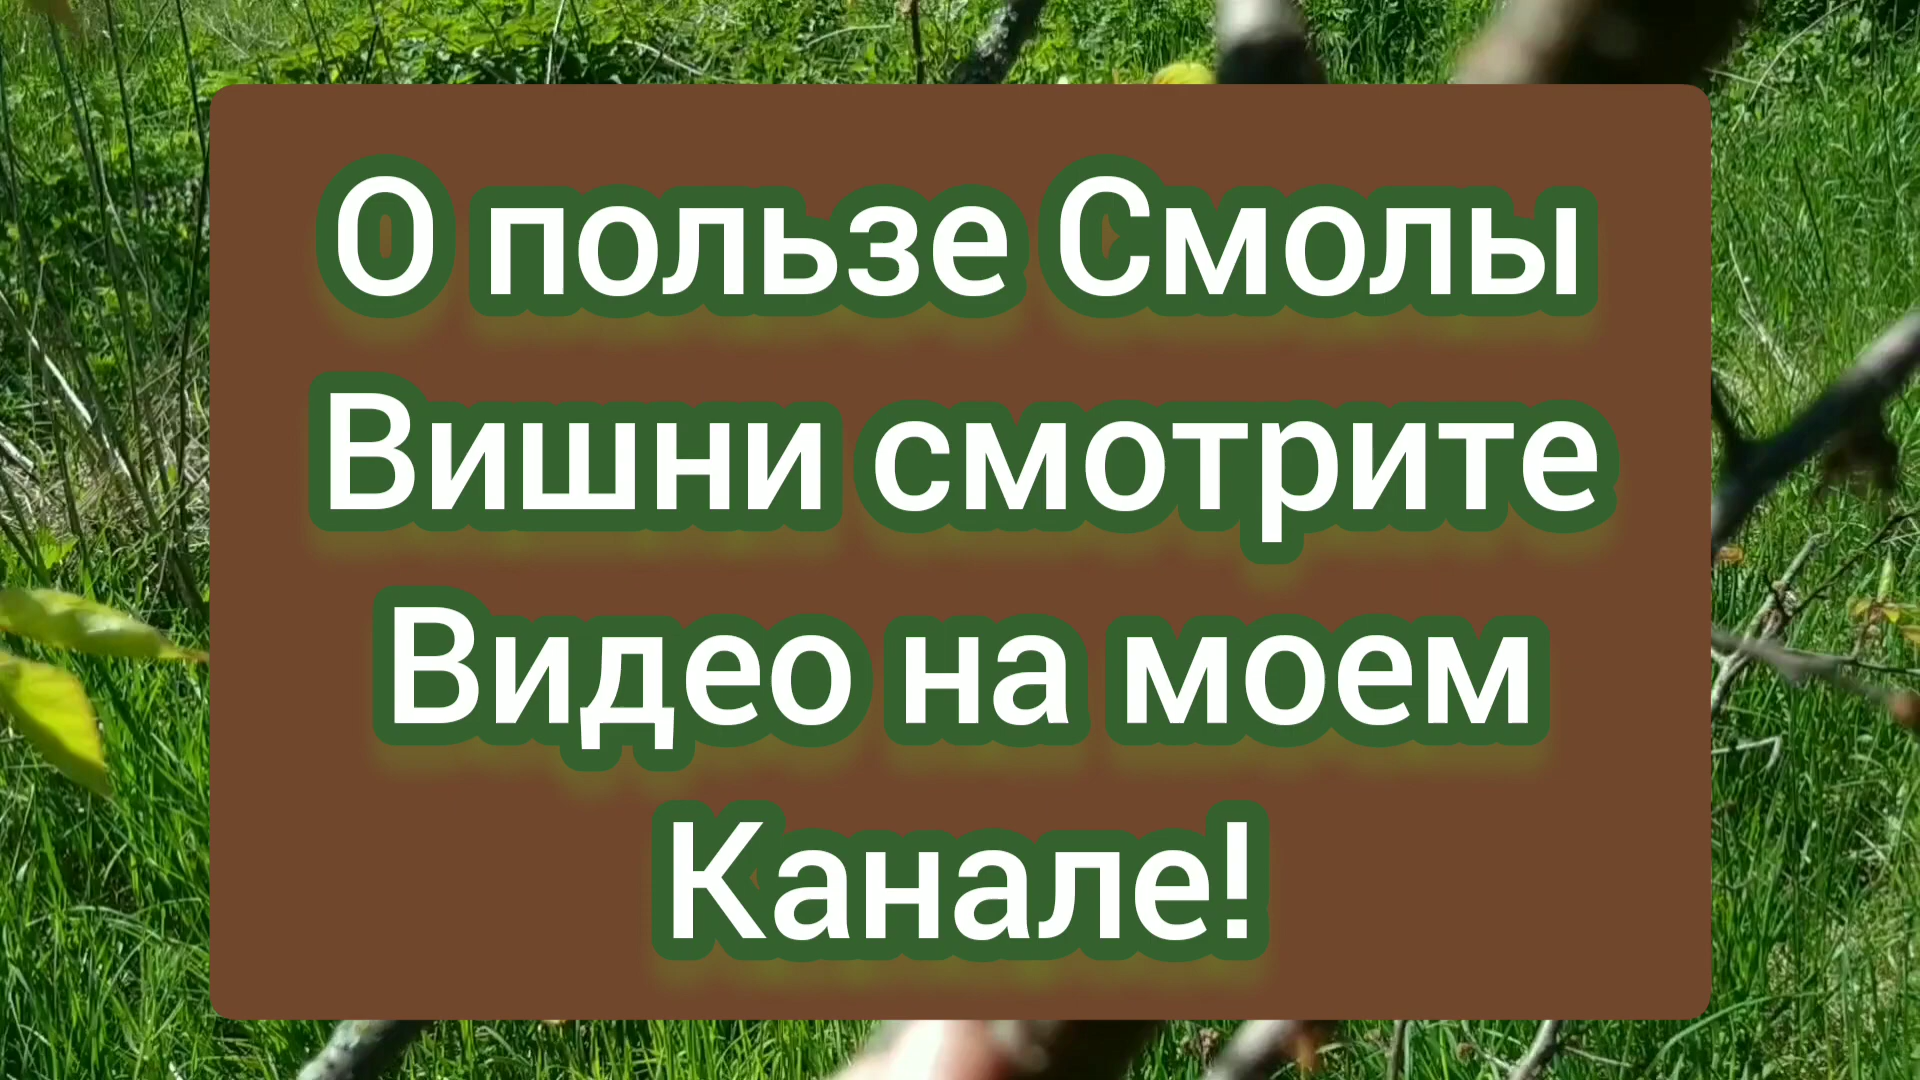 О пользе Смолы
Вишни смотрите
Видео на моем
Канале!